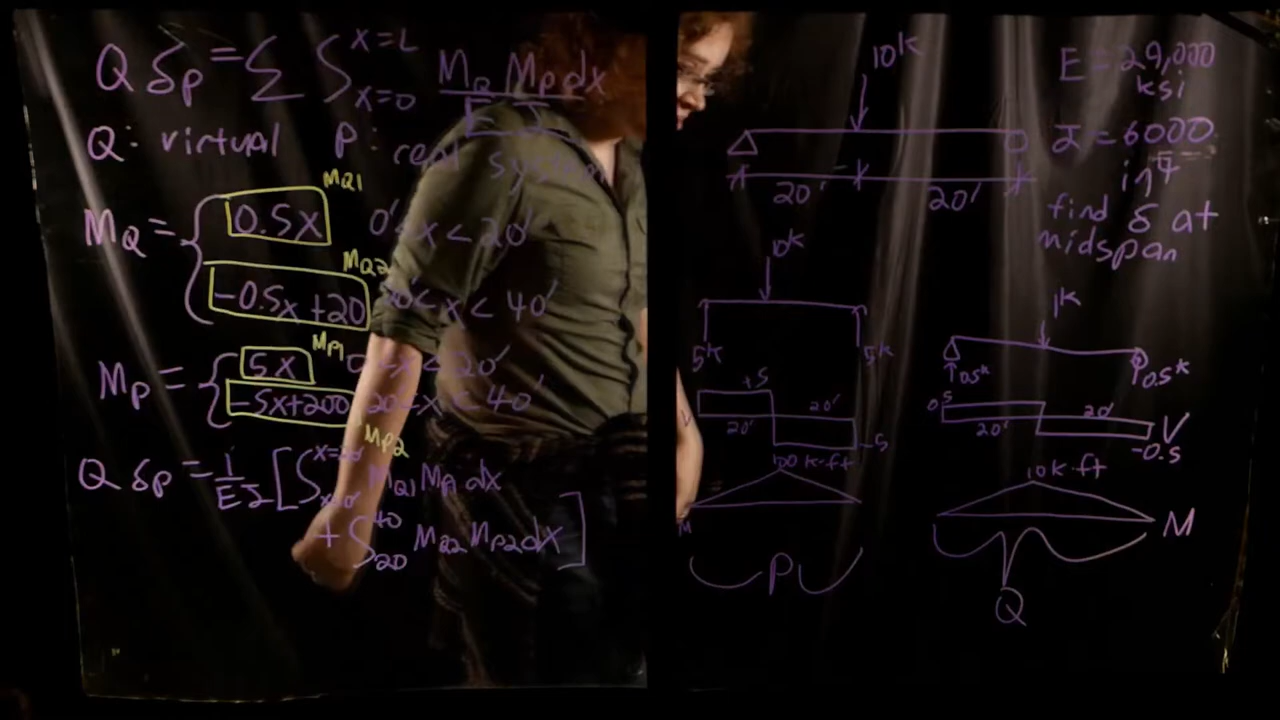 Q δp = Σ ∫ x=L x=0 MQ Mp dx / E I
Q: virtual P: real system
MQ1
MQ = { 0.5x 0' < x < 20'
MQ2
-0.5x+20 20' < x < 40'
MP1
Mp = { 5x 0 < x < 20'
-5x+200 20 < x < 40'
MP2
Q δp = 1/EI [ ∫ x=20' x=0' MQ1 MP1 dx
+ ∫ 40 20 MQ2 MP2 dx ]
10k
20' 20'
E = 29,000
ksi
I = 6000
in4
find δ at
midspan
10k
5k 5k
+5
20'
20'
-5
100 k-ft
M
P
1k
0.5k 0.5k
0.5
20'
20'
V
-0.5
10k-ft
M
Q